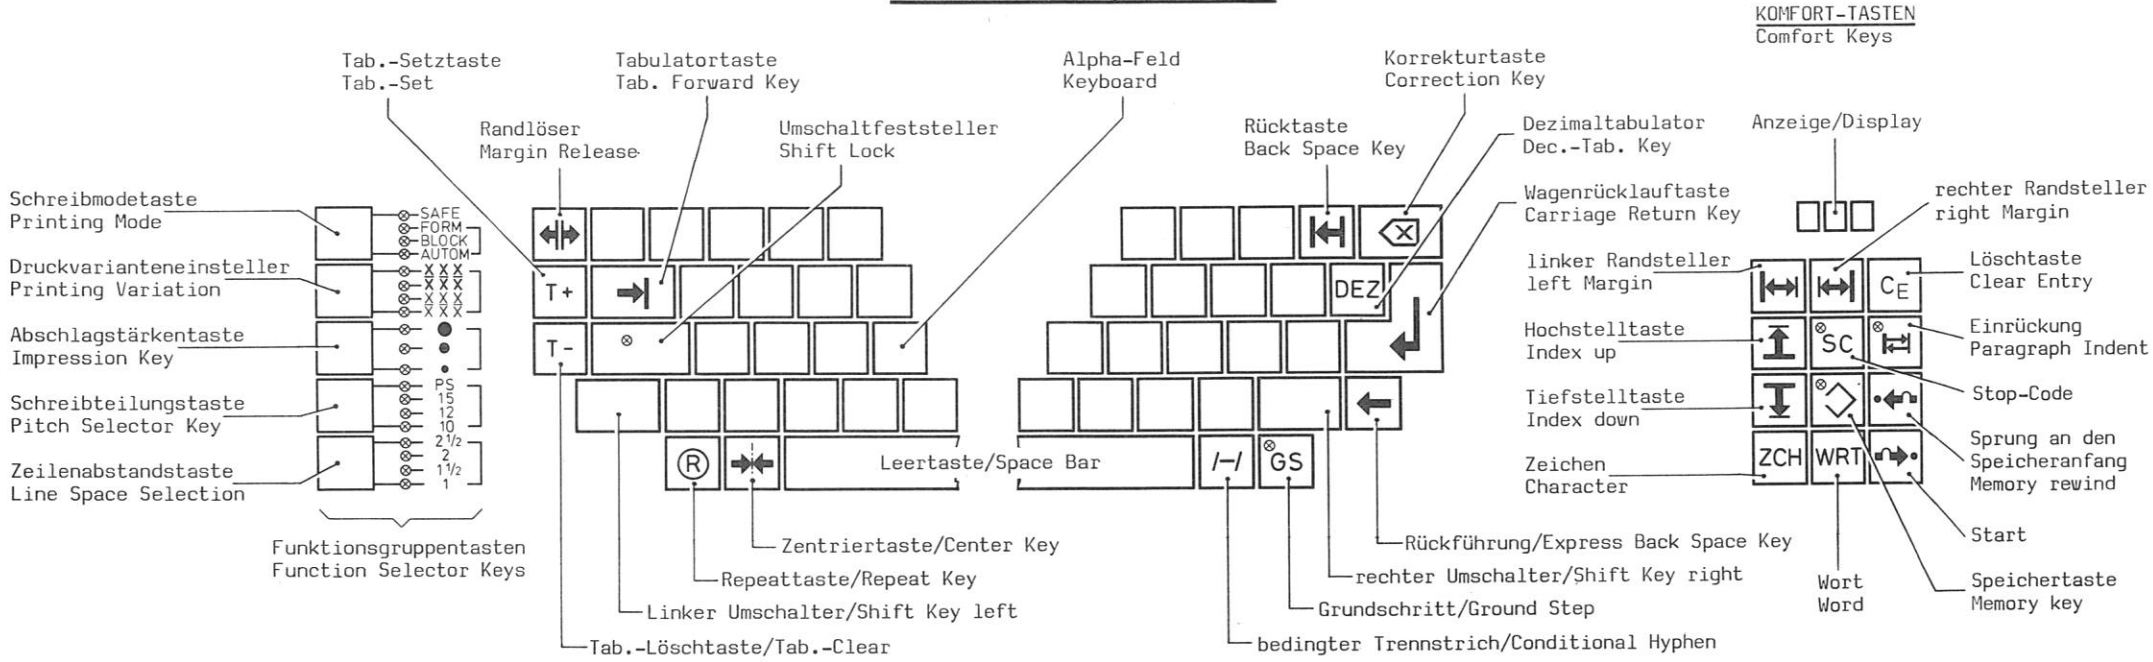 KOMFORT-TASTEN
Comfort Keys
Tab.-Setztaste
Tab.-Set
Tabulatortaste
Tab. Forward Key
Alpha-Feld
Keyboard
Korrekturtaste
Correction Key
Randlöser
Margin Release
Umschaltfeststeller
Shift Lock
Rücktaste
Back Space Key
Dezimaltabulator
Dec.-Tab. Key
Anzeige/Display
Schreibmodetaste
Printing Mode
Druckvarianteneinsteller
Printing Variation
Abschlagstärkentaste
Impression Key
Schreibteilungstaste
Pitch Selector Key
Zeilenabstandstaste
Line Space Selection
SAFE
FORM
BLOCK
AUTOM
X X X
X X X
X X X
X X X
PS
15
12
10
2 1/2
2
1 1/2
1
Funktionsgruppentasten
Function Selector Keys
T+
T-
R
Leertaste/Space Bar
DEZ
/-/
GS
Wagenrücklauftaste
Carriage Return Key
rechter Randsteller
right Margin
linker Randsteller
left Margin
Löschtaste
Clear Entry
Hochstelltaste
Index up
Einrückung
Paragraph Indent
Tiefstelltaste
Index down
Stop-Code
Zeichen
Character
Sprung an den
Speicheranfang
Memory rewind
CE
SC
ZCH
WRT
Start
Wort
Word
Speichertaste
Memory key
Zentriertaste/Center Key
Repeattaste/Repeat Key
Linker Umschalter/Shift Key left
Tab.-Löschtaste/Tab.-Clear
Rückführung/Express Back Space Key
rechter Umschalter/Shift Key right
Grundschritt/Ground Step
bedingter Trennstrich/Conditional Hyphen